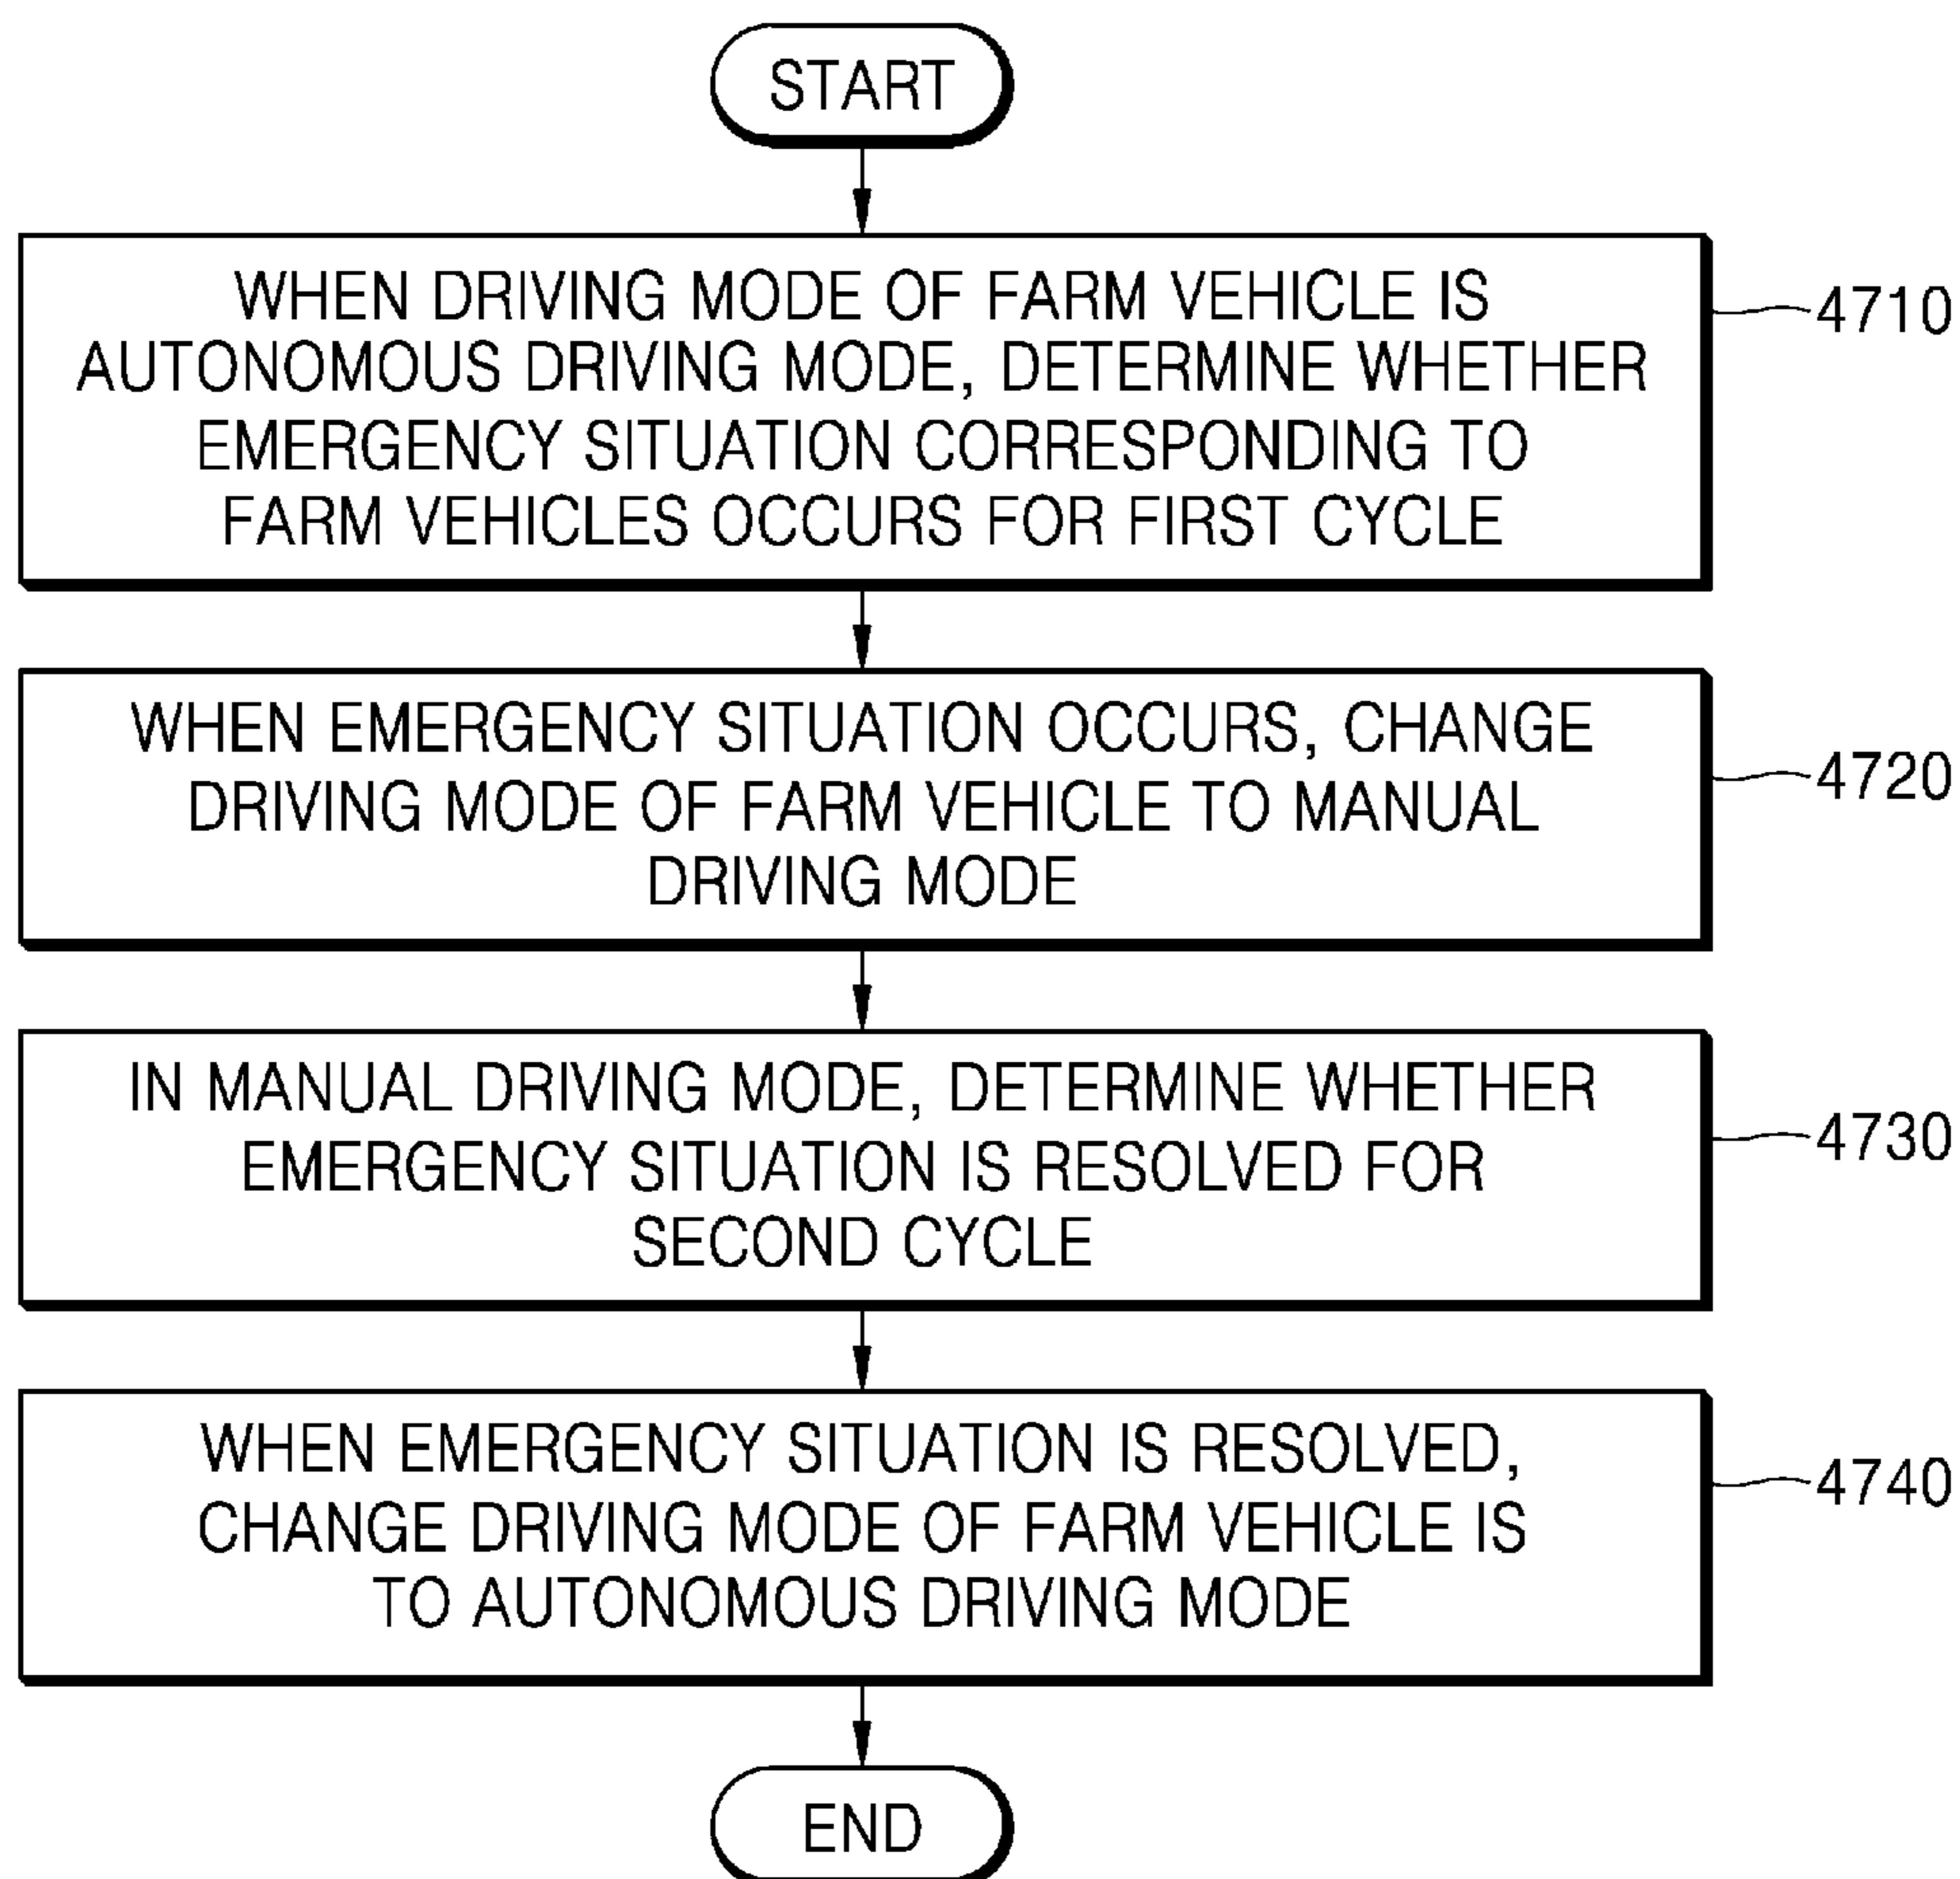 START
WHEN DRIVING MODE OF FARM VEHICLE IS
AUTONOMOUS DRIVING MODE, DETERMINE WHETHER
EMERGENCY SITUATION CORRESPONDING TO
FARM VEHICLES OCCURS FOR FIRST CYCLE
4710
WHEN EMERGENCY SITUATION OCCURS, CHANGE
DRIVING MODE OF FARM VEHICLE TO MANUAL
DRIVING MODE
4720
IN MANUAL DRIVING MODE, DETERMINE WHETHER
EMERGENCY SITUATION IS RESOLVED FOR
SECOND CYCLE
4730
WHEN EMERGENCY SITUATION IS RESOLVED,
CHANGE DRIVING MODE OF FARM VEHICLE IS
TO AUTONOMOUS DRIVING MODE
4740
END